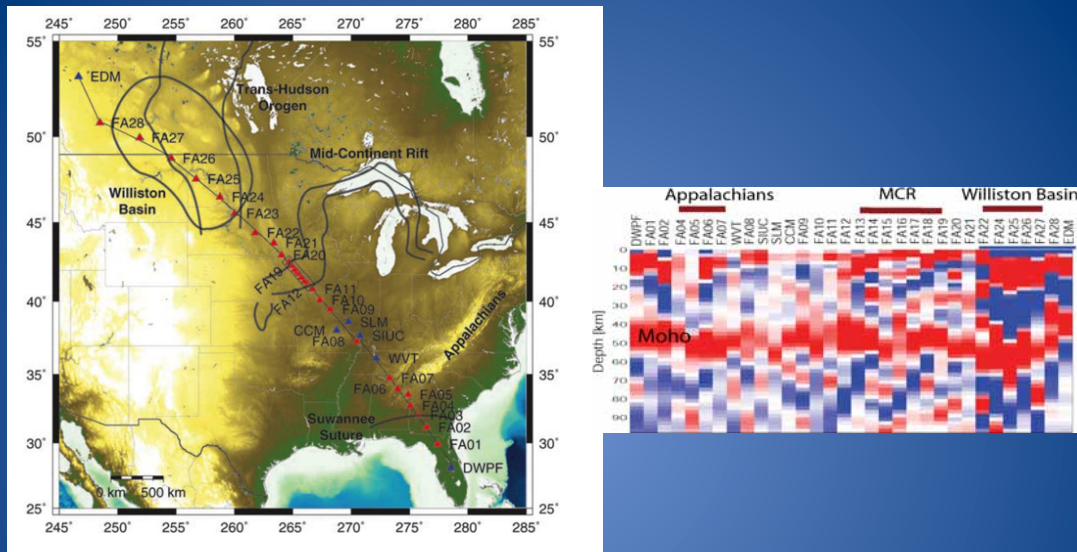 245˚ 250˚ 255˚ 260˚ 265˚ 270˚ 275˚ 280˚ 285˚
55˚ 55˚
EDM
Trans-Hudson
Orogen
FA28
50˚ 50˚
FA27
FA26
Mid-Continent Rift
FA25
Williston
Basin
FA24
FA23
45˚ 45˚
FA22
FA21
FA20
FA19
FA12
FA11
40˚ 40˚
FA10
FA09
SLM
CCM
SIUC
FA08
Appalachians
WVT
35˚ 35˚
FA07
FA06
FA05
FA04
FA03
Suwannee
Suture
FA02
30˚ 30˚
FA01
DWPF
0 km 500 km
25˚ 25˚
245˚ 250˚ 255˚ 260˚ 265˚ 270˚ 275˚ 280˚ 285˚
Appalachians MCR Williston Basin
DWPF FA01 FA02 FA04 FA05 FA06 FA07 WVT FA08 SIUC SLM CCM FA09 FA10 FA11 FA12 FA13 FA14 FA15 FA16 FA17 FA18 FA19 FA20 FA21 FA22 FA24 FA25 FA26 FA27 FA28 EDM
0
10
20
30
40
Moho
50
60
70
80
90
Depth [km]